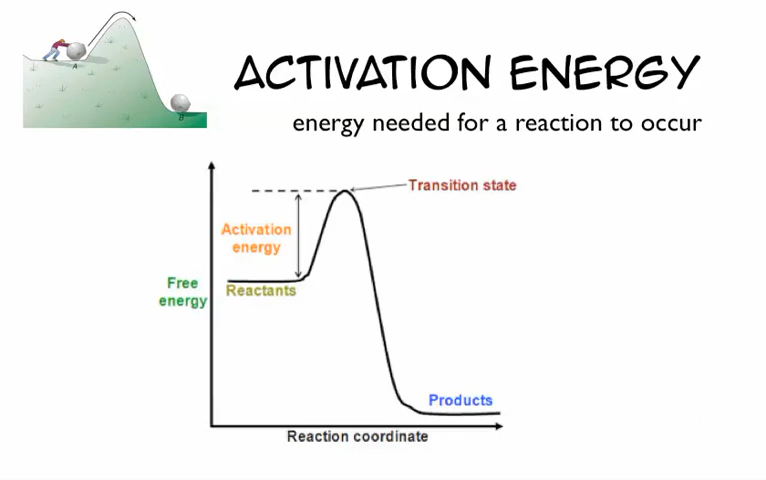 ACTIVATION ENERGY
energy needed for a reaction to occur
A
B
Transition state
Activation
energy
Free
energy
Reactants
Products
Reaction coordinate